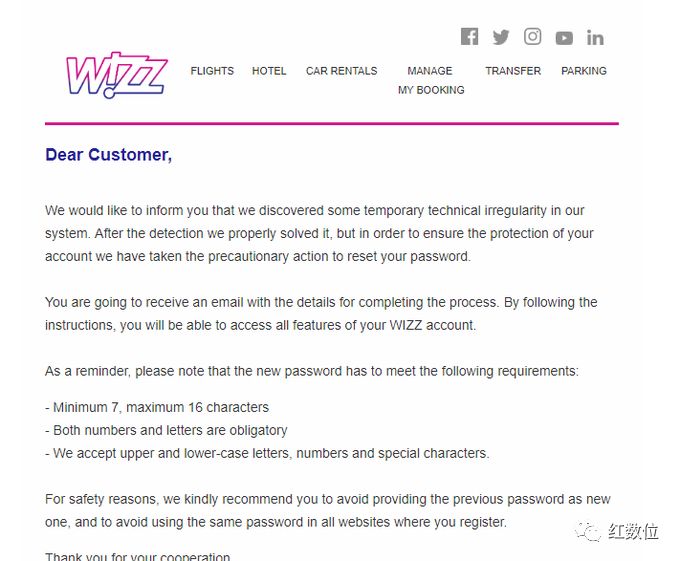 WIZZ
FLIGHTS HOTEL CAR RENTALS MANAGE MY BOOKING TRANSFER PARKING
Dear Customer,
We would like to inform you that we discovered some temporary technical irregularity in our
system. After the detection we properly solved it, but in order to ensure the protection of your
account we have taken the precautionary action to reset your password.
You are going to receive an email with the details for completing the process. By following the
instructions, you will be able to access all features of your WIZZ account.
As a reminder, please note that the new password has to meet the following requirements:
- Minimum 7, maximum 16 characters
- Both numbers and letters are obligatory
- We accept upper and lower-case letters, numbers and special characters.
For safety reasons, we kindly recommend you to avoid providing the previous password as new
one, and to avoid using the same password in all websites where you register.
红数位
Thank you for your cooperation